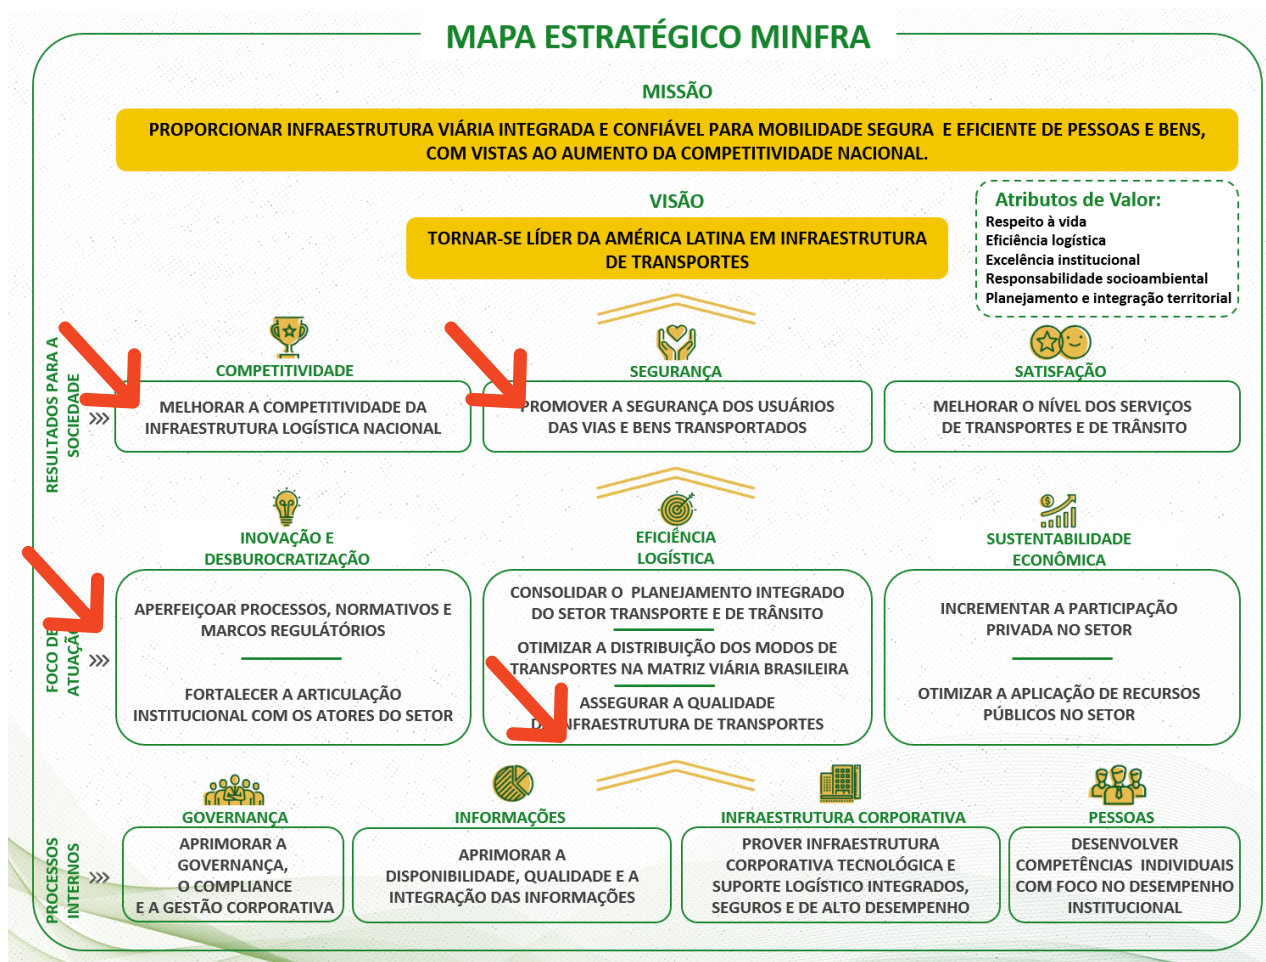 MAPA ESTRATÉGICO MINFRA
MISSÃO
PROPORCIONAR INFRAESTRUTURA VIÁRIA INTEGRADA E CONFIÁVEL PARA MOBILIDADE SEGURA E EFICIENTE DE PESSOAS E BENS,
COM VISTAS AO AUMENTO DA COMPETITIVIDADE NACIONAL.
VISÃO
TORNAR-SE LÍDER DA AMÉRICA LATINA EM INFRAESTRUTURA
DE TRANSPORTES
Atributos de Valor:
Respeito à vida
Eficiência logística
Excelência institucional
Responsabilidade socioambiental
Planejamento e integração territorial
RESULTADOS PARA A
SOCIEDADE
COMPETITIVIDADE
MELHORAR A COMPETITIVIDADE DA
INFRAESTRUTURA LOGÍSTICA NACIONAL
SEGURANÇA
PROMOVER A SEGURANÇA DOS USUÁRIOS
DAS VIAS E BENS TRANSPORTADOS
SATISFAÇÃO
MELHORAR O NÍVEL DOS SERVIÇOS
DE TRANSPORTES E DE TRÂNSITO
FOCO DE
ATUAÇÃO
INOVAÇÃO E
DESBUROCRATIZAÇÃO
APERFEIÇOAR PROCESSOS, NORMATIVOS E
MARCOS REGULÁTÓRIOS
FORTALECER A ARTICULAÇÃO
INSTITUCIONAL COM OS ATORES DO SETOR
EFICIÊNCIA
LOGÍSTICA
CONSOLIDAR O PLANEJAMENTO INTEGRADO
DO SETOR TRANSPORTE E DE TRÂNSITO
OTIMIZAR A DISTRIBUIÇÃO DOS MODOS DE
TRANSPORTES NA MATRIZ VIÁRIA BRASILEIRA
ASSEGURAR A QUALIDADE
INFRAESTRUTURA DE TRANSPORTES
SUSTENTABILIDADE
ECONÔMICA
INCREMENTAR A PARTICIPAÇÃO
PRIVADA NO SETOR
OTIMIZAR A APLICAÇÃO DE RECURSOS
PÚBLICOS NO SETOR
PROCESSOS
INTERNOS
GOVERNANÇA
APRIMORAR A
GOVERNANÇA,
O COMPLIANCE
E A GESTÃO CORPORATIVA
INFORMAÇÕES
APRIMORAR A
DISPONIBILIDADE, QUALIDADE E A
INTEGRAÇÃO DAS INFORMAÇÕES
INFRAESTRUTURA CORPORATIVA
PROVER INFRAESTRUTURA
CORPORATIVA TECNOLÓGICA E
SUPORTE LOGÍSTICO INTEGRADOS,
SEGUROS E DE ALTO DESEMPENHO
PESSOAS
DESENVOLVER
COMPETÊNCIAS INDIVIDUAIS
COM FOCO NO DESEMPENHO
INSTITUCIONAL